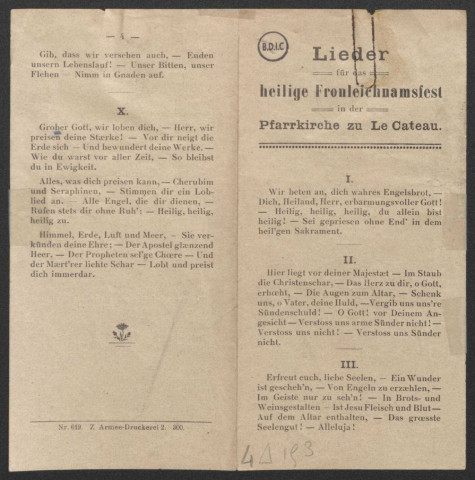 — 4 —
Gib, dass wir versehen auch, — Enden
unsern Lebenslauf! — Unser Bitten, unser
Flehen — Nimm in Gnaden auf.
X.
Großer Gott, wir loben dich, — Herr, wir
preisen deine Stærke! — Vor dir neigt die
Erde sich — Und bewundert deine Werke. —
Wie du warst vor aller Zeit, — So bleibst
du in Ewigkeit.
Alles, was dich preisen kann, — Cherubim
und Seraphinen, — Stimmen dir ein Lob-
lied an. — Alle Engel, die dir dienen, —
Rufen stets dir ohne Ruh': — Heilig, heilig,
heilig zu.
Himmel, Erde, Luft und Meer, — Sie ver-
künden deine Ehre; — Der Apostel glænzend
Heer, — Der Propheten sel'ge Chœre — Und
der Mært'rer lichte Schar — Lobt und preist
dich immerdar.
Nr. 619. Z. Armee-Druckerei 2. 300.
B.D.I.C
Lieder
für das
heilige Fronleichnamsfest
in der
Pfarrkirche zu Le Cateau.
I.
Wir beten an, dich wahres Engelsbrot, —
Dich, Heiland, Herr, erbarmungsvoller Gott!
— Heilig, heilig, heilig, du allein bist
heilig! — Sei gepriesen ohne End' in dem
heil'gen Sakrament.
II.
Hier liegt vor deiner Majestæt — Im Staub
die Christenschar, — Das Herz zu dir, o Gott,
erhœht, — Die Augen zum Altar, — Schenk
uns, o Vater, deine Huld, — Vergib uns uns're
Sündenschuld! — O Gott! vor Deinem An-
gesicht — Verstoss uns arme Sünder nicht! —
Verstoss uns nicht! — Verstoss uns Sünder
nicht.
III.
Erfreut euch, liebe Seelen, — Ein Wunder
ist gescheh'n, — Von Engeln zu erzæhlen, —
Im Geiste nur zu seh'n! — In Brots- und
Weinsgestalten — Ist Jesu Fleisch und Blut —
Auf dem Altar enthalten, — Das grœsste
Seelengut! — Alleluja!
4 Δ 193